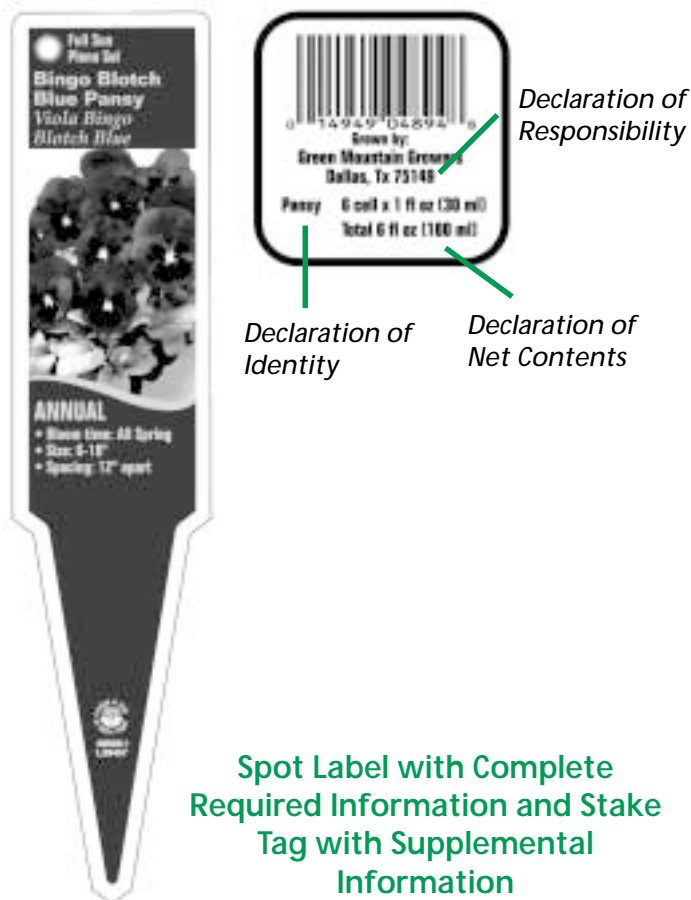 Full Sun
Plena Sol
Bingo Blotch
Blue Pansy
Viola Bingo
Blotch Blue
ANNUAL
• Bloom time: All Spring
• Size: 6-10"
• Spacing: 12" apart
0 14949 04894 8
Grown by:
Green Mountain Growers
Dallas, Tx 75149
Pansy 6 cell x 1 fl oz (30 ml)
Total 6 fl oz (180 ml)
Declaration of
Responsibility
Declaration of
Identity
Declaration of
Net Contents
Spot Label with Complete
Required Information and Stake
Tag with Supplemental
Information